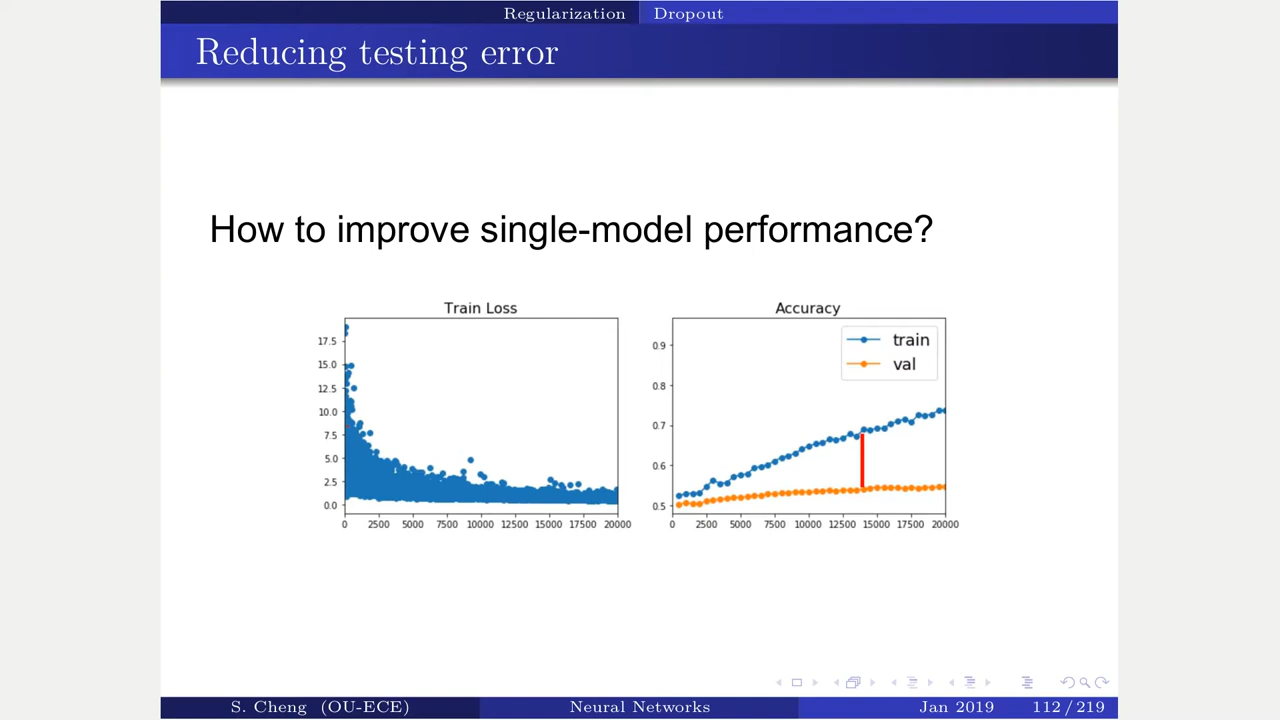 Regularization Dropout
Reducing testing error
How to improve single-model performance?
Train Loss
17.5
15.0
12.5
10.0
7.5
5.0
2.5
0.0
0 2500 5000 7500 10000 12500 15000 17500 20000
Accuracy
train
val
0.9
0.8
0.7
0.6
0.5
0 2500 5000 7500 10000 12500 15000 17500 20000
S. Cheng (OU-ECE) Neural Networks Jan 2019 112 / 219